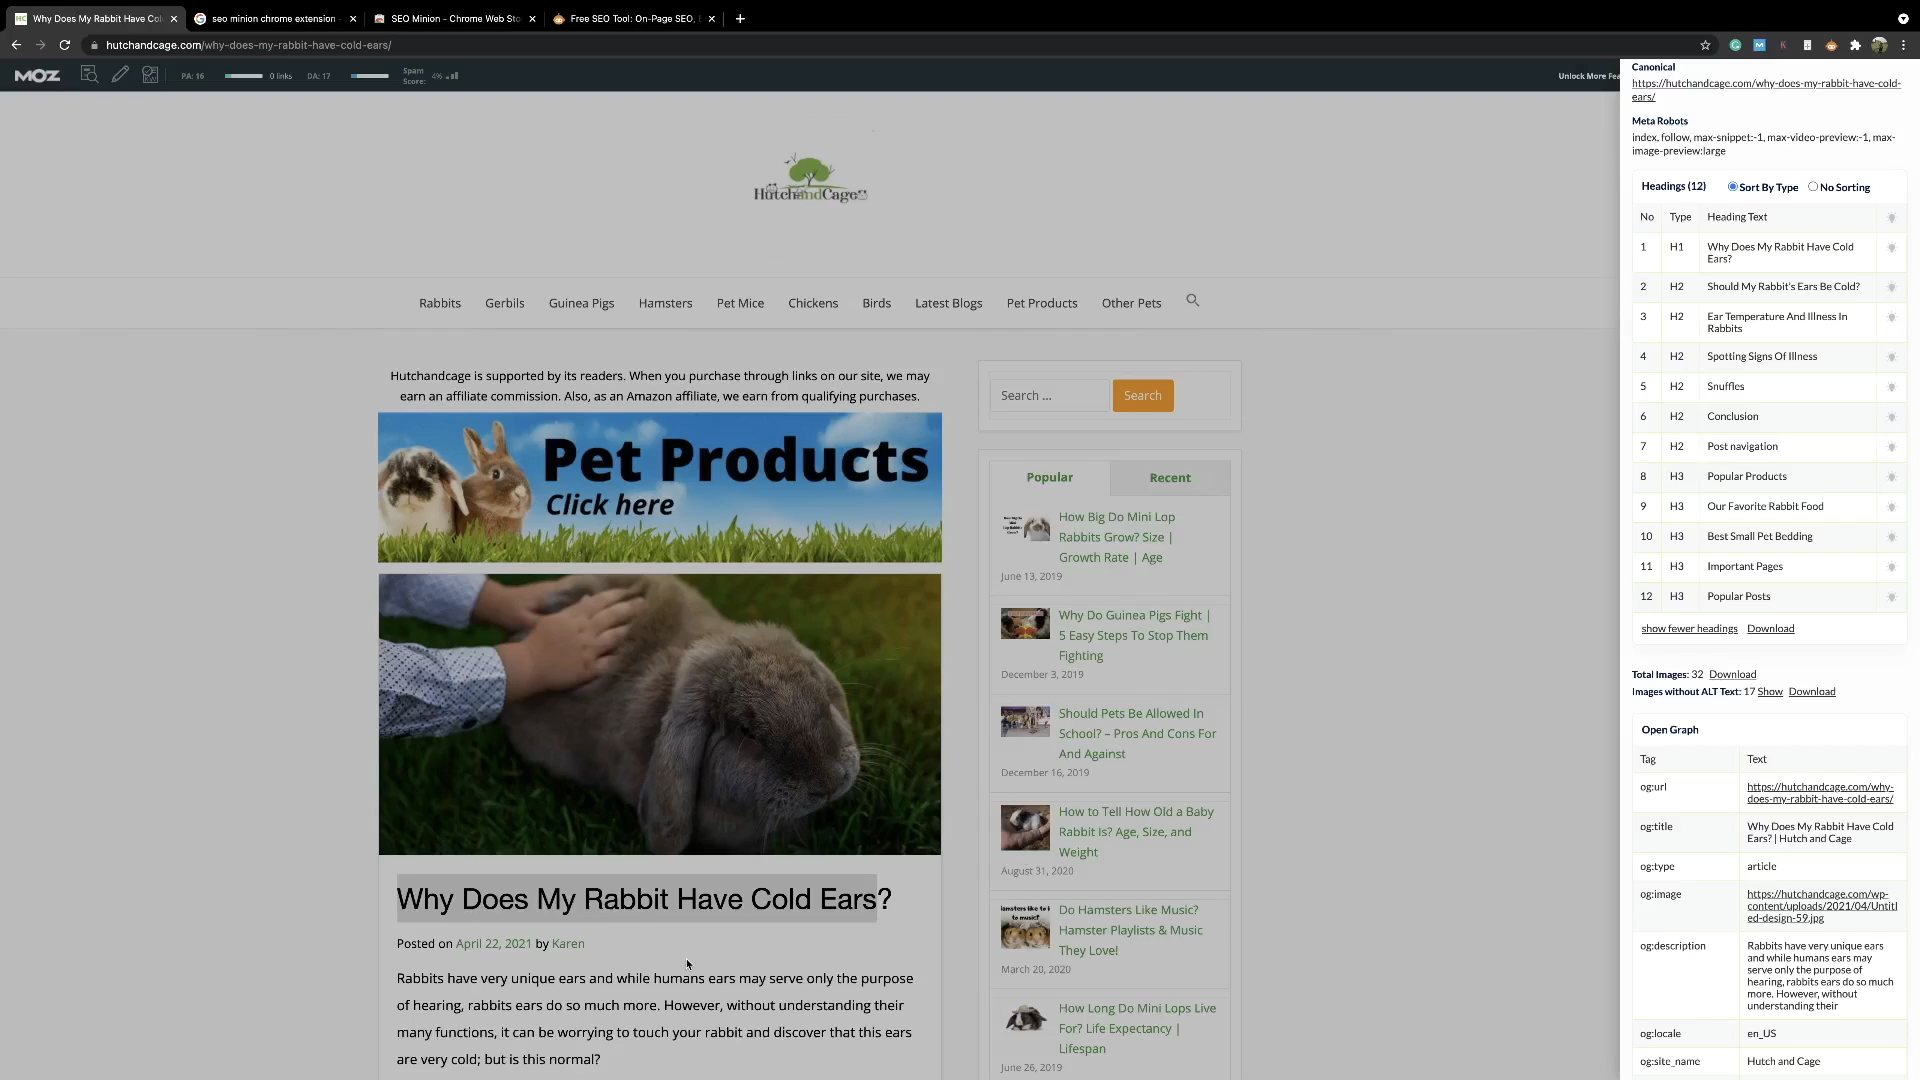 Why Does My Rabbit Have Col
seo minion chrome extension
SEO Minion - Chrome Web Sto
Free SEO Tool: On-Page SEO,
hutchandcage.com/why-does-my-rabbit-have-cold-ears/
MOZ
PA: 16
0 links
DA: 17
Spam
Score:
4%
Unlock More Fea
HutchandCage
Rabbits
Gerbils
Guinea Pigs
Hamsters
Pet Mice
Chickens
Birds
Latest Blogs
Pet Products
Other Pets
Hutchandcage is supported by its readers. When you purchase through links on our site, we may
earn an affiliate commission. Also, as an Amazon affiliate, we earn from qualifying purchases.
Pet Products
Click here
Why Does My Rabbit Have Cold Ears?
Posted on April 22, 2021 by Karen
Rabbits have very unique ears and while humans ears may serve only the purpose
of hearing, rabbits ears do so much more. However, without understanding their
many functions, it can be worrying to touch your rabbit and discover that this ears
are very cold; but is this normal?
Search ...
Search
Popular
Recent
How Big Do Mini Lop
Rabbits Grow? Size |
Growth Rate | Age
June 13, 2019
Why Do Guinea Pigs Fight |
5 Easy Steps To Stop Them
Fighting
December 3, 2019
Should Pets Be Allowed In
School? – Pros And Cons For
And Against
December 16, 2019
How to Tell How Old a Baby
Rabbit Is? Age, Size, and
Weight
August 31, 2020
Do Hamsters Like Music?
Hamster Playlists & Music
They Love!
March 20, 2020
How Long Do Mini Lops Live
For? Life Expectancy |
Lifespan
June 26, 2019
Canonical
https://hutchandcage.com/why-does-my-rabbit-have-cold-
ears/
Meta Robots
index, follow, max-snippet:-1, max-video-preview:-1, max-
image-preview:large
Headings (12)
Sort By Type
No Sorting
No Type Heading Text
1 H1 Why Does My Rabbit Have Cold
Ears?
2 H2 Should My Rabbit's Ears Be Cold?
3 H2 Ear Temperature And Illness In
Rabbits
4 H2 Spotting Signs Of Illness
5 H2 Snuffles
6 H2 Conclusion
7 H2 Post navigation
8 H3 Popular Products
9 H3 Our Favorite Rabbit Food
10 H3 Best Small Pet Bedding
11 H3 Important Pages
12 H3 Popular Posts
show fewer headings Download
Total Images: 32 Download
Images without ALT Text: 17 Show Download
Open Graph
Tag Text
og:url https://hutchandcage.com/why-
does-my-rabbit-have-cold-ears/
og:title Why Does My Rabbit Have Cold
Ears? | Hutch and Cage
og:type article
og:image https://hutchandcage.com/wp-
content/uploads/2021/04/Untitl
ed-design-59.jpg
og:description Rabbits have very unique ears
and while humans ears may
serve only the purpose of
hearing, rabbits ears do so much
more. However, without
understanding their
og:locale en_US
og:site_name Hutch and Cage